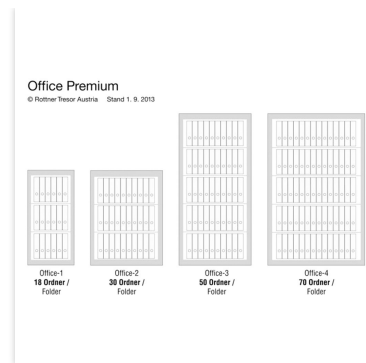 Office Premium
© Rottner Tresor Austria Stand 1. 9. 2013
Office-1
18 Ordner /
Folder
Office-2
30 Ordner /
Folder
Office-3
50 Ordner /
Folder
Office-4
70 Ordner /
Folder